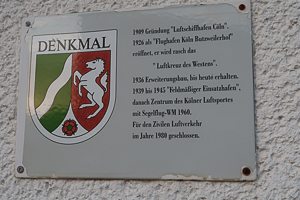 DENKMAL
1909 Gründung "Luftschiffhafen Cöln".
1926 als "Flughafen Köln Butzweilerhof"
eröffnet, er wird rasch das
"Luftkreuz des Westens"
1936 Erweiterungsbau, bis heute erhalten.
1939 bis 1945 "Feldmäßiger Einsatzhafen",
danach Zentrum des Kölner Luftsportes
mit Segelflug-WM 1960.
Für den Zivilen Luftverkehr
im Jahre 1980 geschlossen.